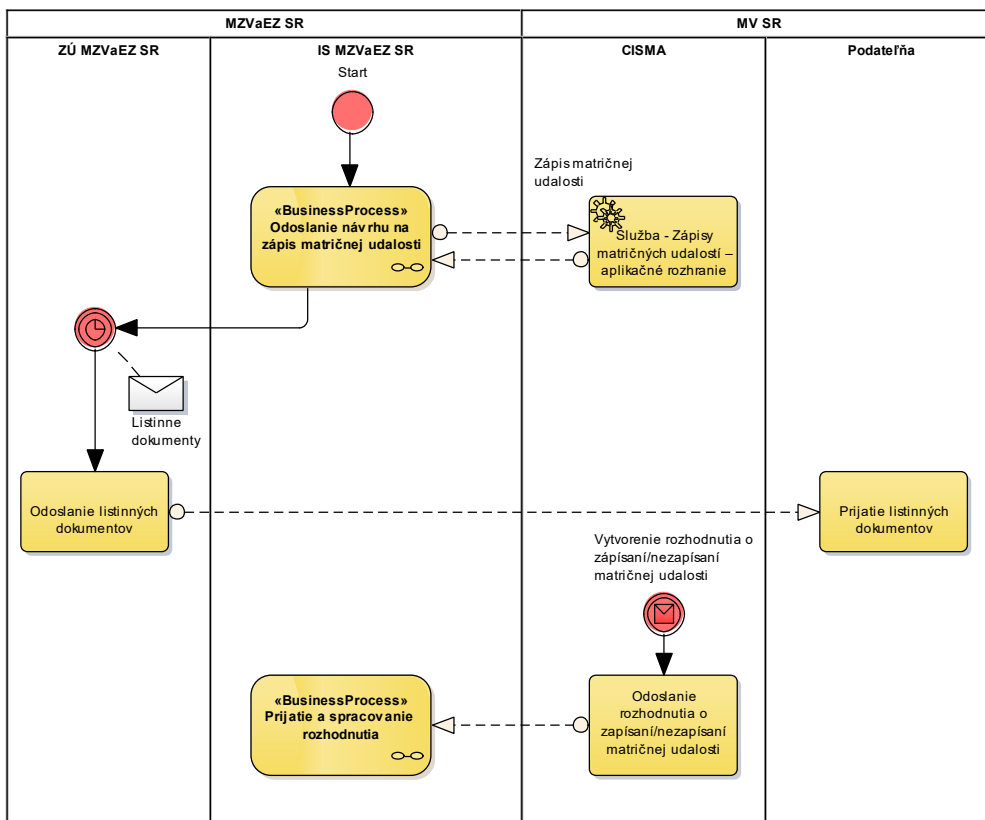 MZVaEZ SR
MV SR
ZÚ MZVaEZ SR
IS MZVaEZ SR
CISMA
Podateľňa
Start
Zápis matričnej
udalosti
«BusinessProcess»
Odoslanie návrhu na
zápis matričnej udalosti
Služba - Zápisy
matričných udalostí –
aplikačné rozhranie
Listinne
dokumenty
Odoslanie listinných
dokumentov
Prijatie listinných
dokumentov
Vytvorenie rozhodnutia o
zápísaní/nezapísaní
matričnej udalosti
«BusinessProcess»
Prijatie a spracovanie
rozhodnutia
Odoslanie
rozhodnutia o
zapísaní/nezapísaní
matričnej udalosti